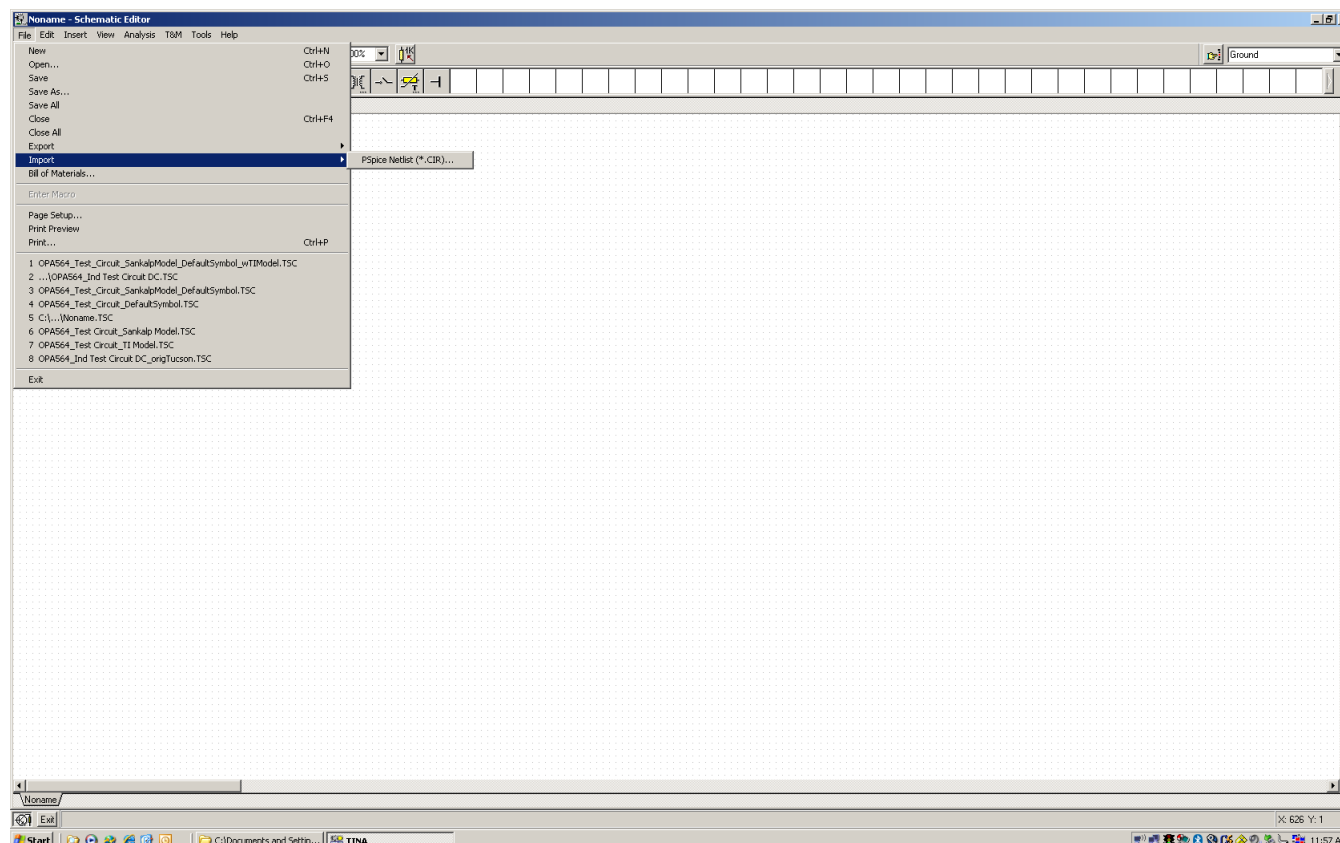 Noname - Schematic Editor
File Edit Insert View Analysis T&M Tools Help
New Ctrl+N
Open... Ctrl+O
Save Ctrl+S
Save As...
Save All
Close Ctrl+F4
Close All
Export
Import
PSpice Netlist (*.CIR)...
Bill of Materials...
Enter Macro
Page Setup...
Print Preview
Print... Ctrl+P
1 OPA564_Test_Circuit_SankalpModel_DefaultSymbol_wTIModel.TSC
2 ...\OPA564_Ind Test Circuit DC.TSC
3 OPA564_Test_Circuit_SankalpModel_DefaultSymbol.TSC
4 OPA564_Test_Circuit_DefaultSymbol.TSC
5 C:\...\Noname.TSC
6 OPA564_Test Circuit_Sankalp Model.TSC
7 OPA564_Test Circuit_TI Model.TSC
8 OPA564_Ind Test Circuit DC_origTucson.TSC
Exit
Ground
Noname
Exit
X: 626 Y: 1
Start
C:\Documents and Settin...
TINA
11:57 A